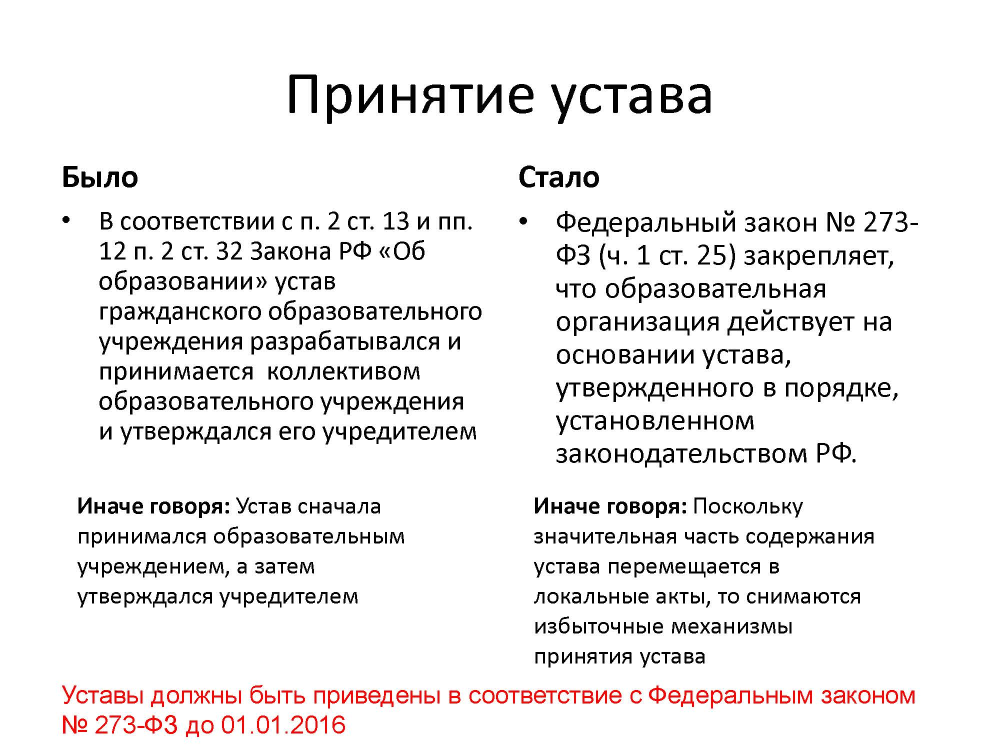 Принятие устава
Было
• В соответствии с п. 2 ст. 13 и пп.
12 п. 2 ст. 32 Закона РФ «Об
образовании» устав
гражданского образовательного
учреждения разрабатывался и
принимается коллективом
образовательного учреждения
и утверждался его учредителем
Иначе говоря: Устав сначала
принимался образовательным
учреждением, а затем
утверждался учредителем
Стало
• Федеральный закон № 273-
ФЗ (ч. 1 ст. 25) закрепляет,
что образовательная
организация действует на
основании устава,
утвержденного в порядке,
установленном
законодательством РФ.
Иначе говоря: Поскольку
значительная часть содержания
устава перемещается в
локальные акты, то снимаются
избыточные механизмы
принятия устава
Уставы должны быть приведены в соответствие с Федеральным законом
№ 273-ФЗ до 01.01.2016